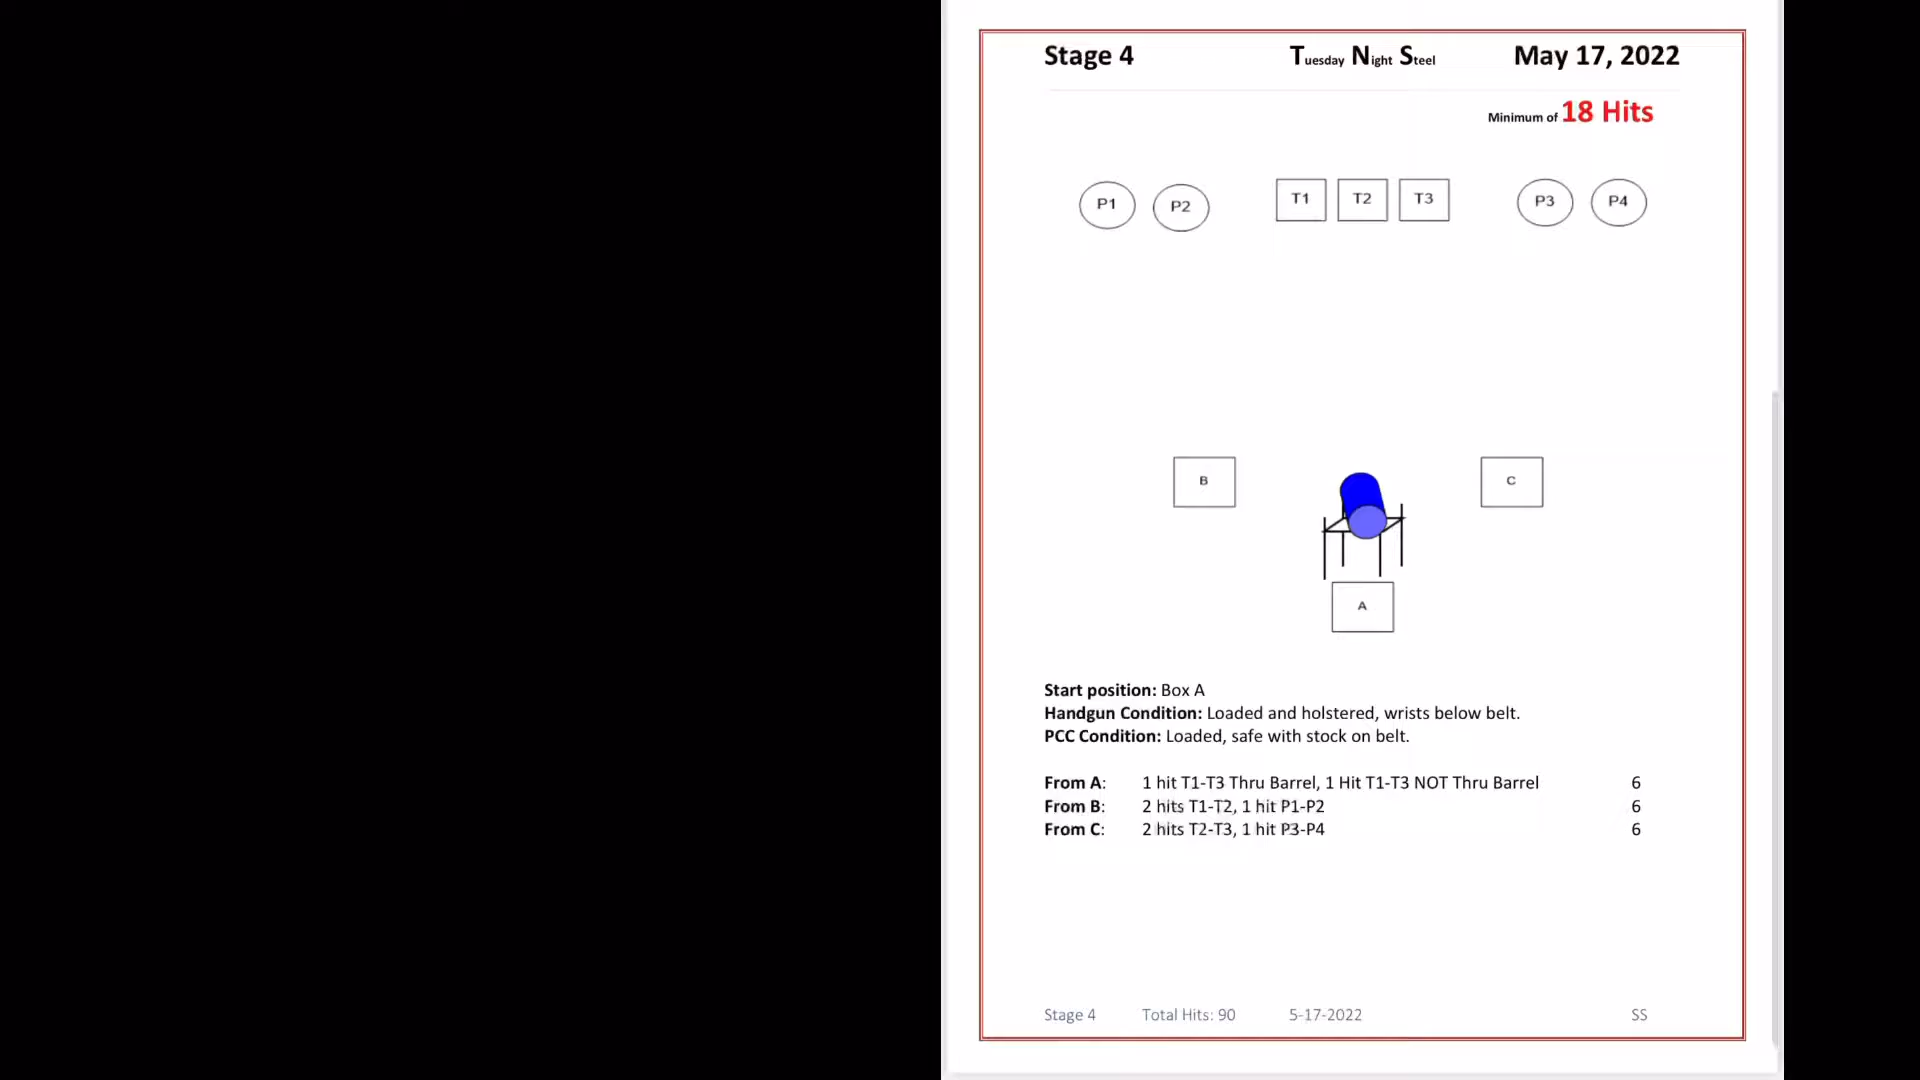 Stage 4 Tuesday Night Steel May 17, 2022
Minimum of 18 Hits
P1 P2 T1 T2 T3 P3 P4
B C
A
Start position: Box A
Handgun Condition: Loaded and holstered, wrists below belt.
PCC Condition: Loaded, safe with stock on belt.
From A: 1 hit T1-T3 Thru Barrel, 1 Hit T1-T3 NOT Thru Barrel 6
From B: 2 hits T1-T2, 1 hit P1-P2 6
From C: 2 hits T2-T3, 1 hit P3-P4 6
Stage 4 Total Hits: 90 5-17-2022 SS